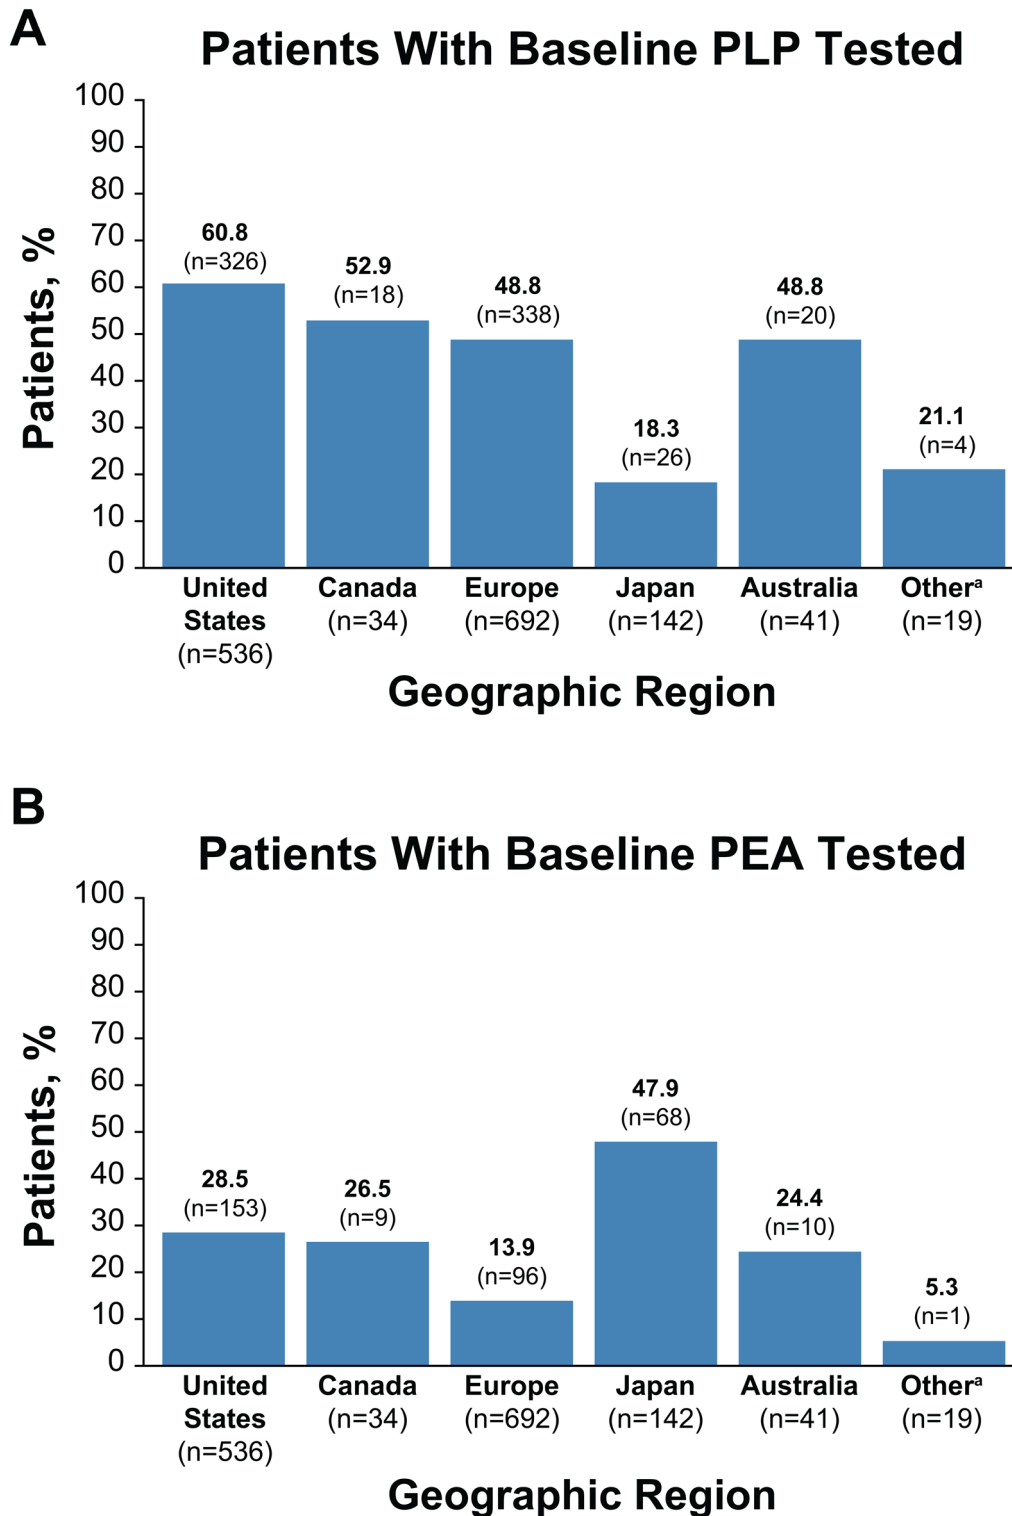 A
Patients With Baseline PLP Tested
Patients, %
100
90
80
70
60
50
40
30
20
10
0
60.8
(n=326)
52.9
(n=18)
48.8
(n=338)
18.3
(n=26)
48.8
(n=20)
21.1
(n=4)
United
States
(n=536)
Canada
(n=34)
Europe
(n=692)
Japan
(n=142)
Australia
(n=41)
Otherᵃ
(n=19)
Geographic Region
B
Patients With Baseline PEA Tested
Patients, %
100
90
80
70
60
50
40
30
20
10
0
28.5
(n=153)
26.5
(n=9)
13.9
(n=96)
47.9
(n=68)
24.4
(n=10)
5.3
(n=1)
United
States
(n=536)
Canada
(n=34)
Europe
(n=692)
Japan
(n=142)
Australia
(n=41)
Otherᵃ
(n=19)
Geographic Region